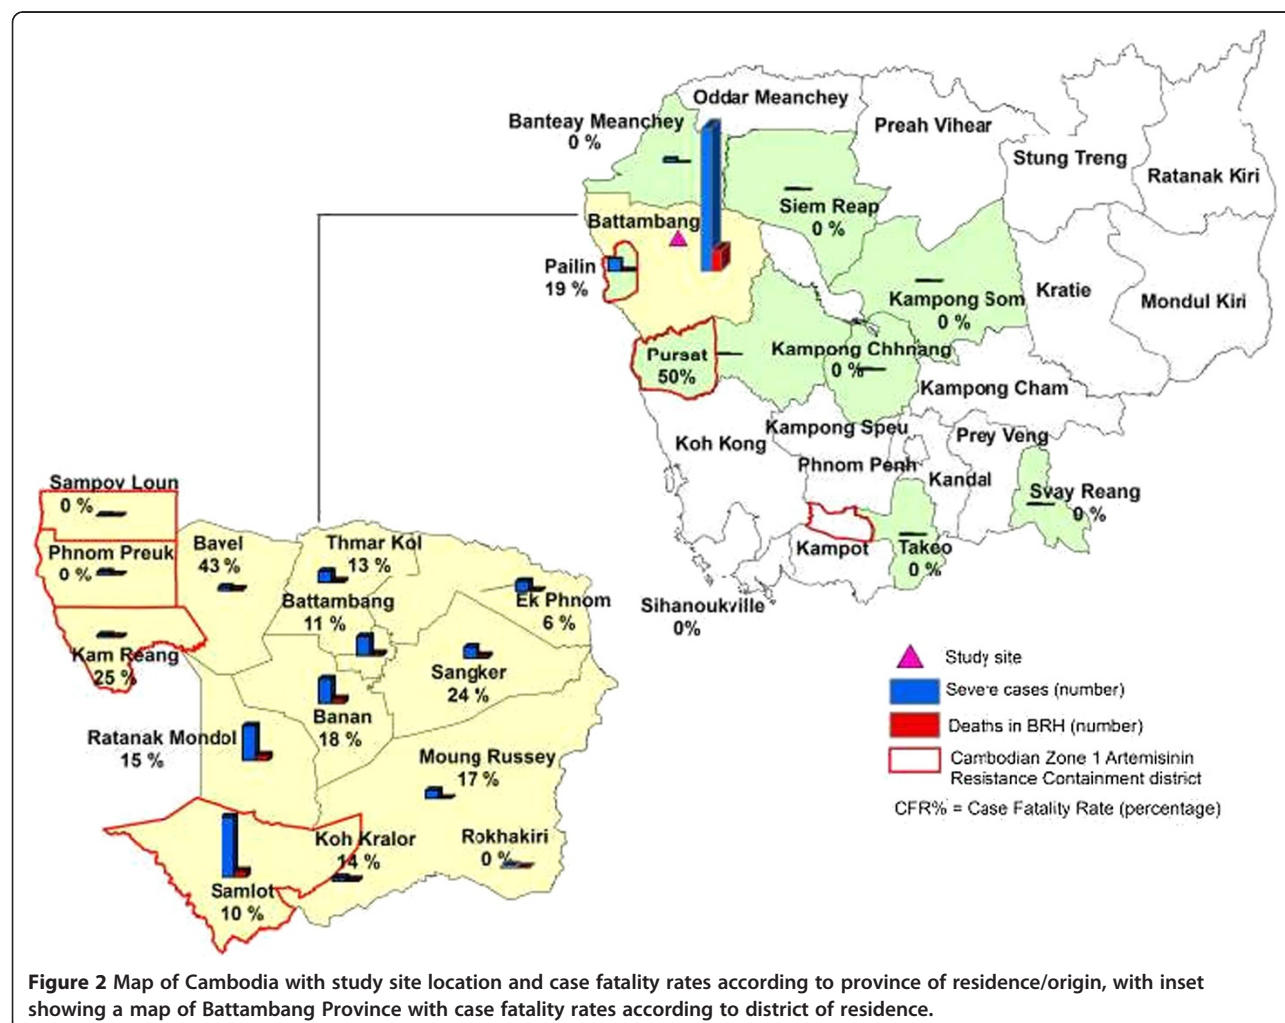 Oddar Meanchey
Banteay Meanchey
0 %
Preah Vihear
Stung Treng
Ratanak Kiri
Siem Reap
0 %
Battambang
Pailin
19 %
Kampong Som
0 %
Kratie
Mondul Kiri
Pursat
50%
Kampong Chhnang
0 %
Kampong Cham
Koh Kong
Kampong Speu
Prey Veng
Phnom Penh
Kandal
Svay Reang
0 %
Kampot
Takeo
0 %
Sihanoukville
0%
Sampov Loun
0 %
Phnom Preuk
0 %
Bavel
43 %
Thmar Kol
13 %
Battambang
11 %
Ek Phnom
6 %
Kam Reang
25 %
Sangker
24 %
Banan
18 %
Ratanak Mondol
15 %
Moung Russey
17 %
Koh Kralor
14 %
Rokhakiri
0 %
Samlot
10 %
Study site
Severe cases (number)
Deaths in BRH (number)
Cambodian Zone 1 Artemisinin
Resistance Containment district
CFR% = Case Fatality Rate (percentage)
Figure 2 Map of Cambodia with study site location and case fatality rates according to province of residence/origin, with inset
showing a map of Battambang Province with case fatality rates according to district of residence.